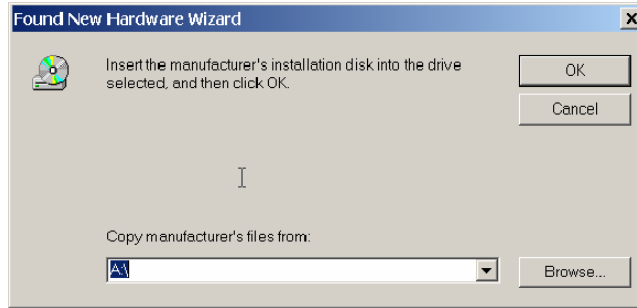 Found New Hardware Wizard
Insert the manufacturer's installation disk into the drive
selected, and then click OK.
OK
Cancel
Copy manufacturer's files from:
A:\
Browse...